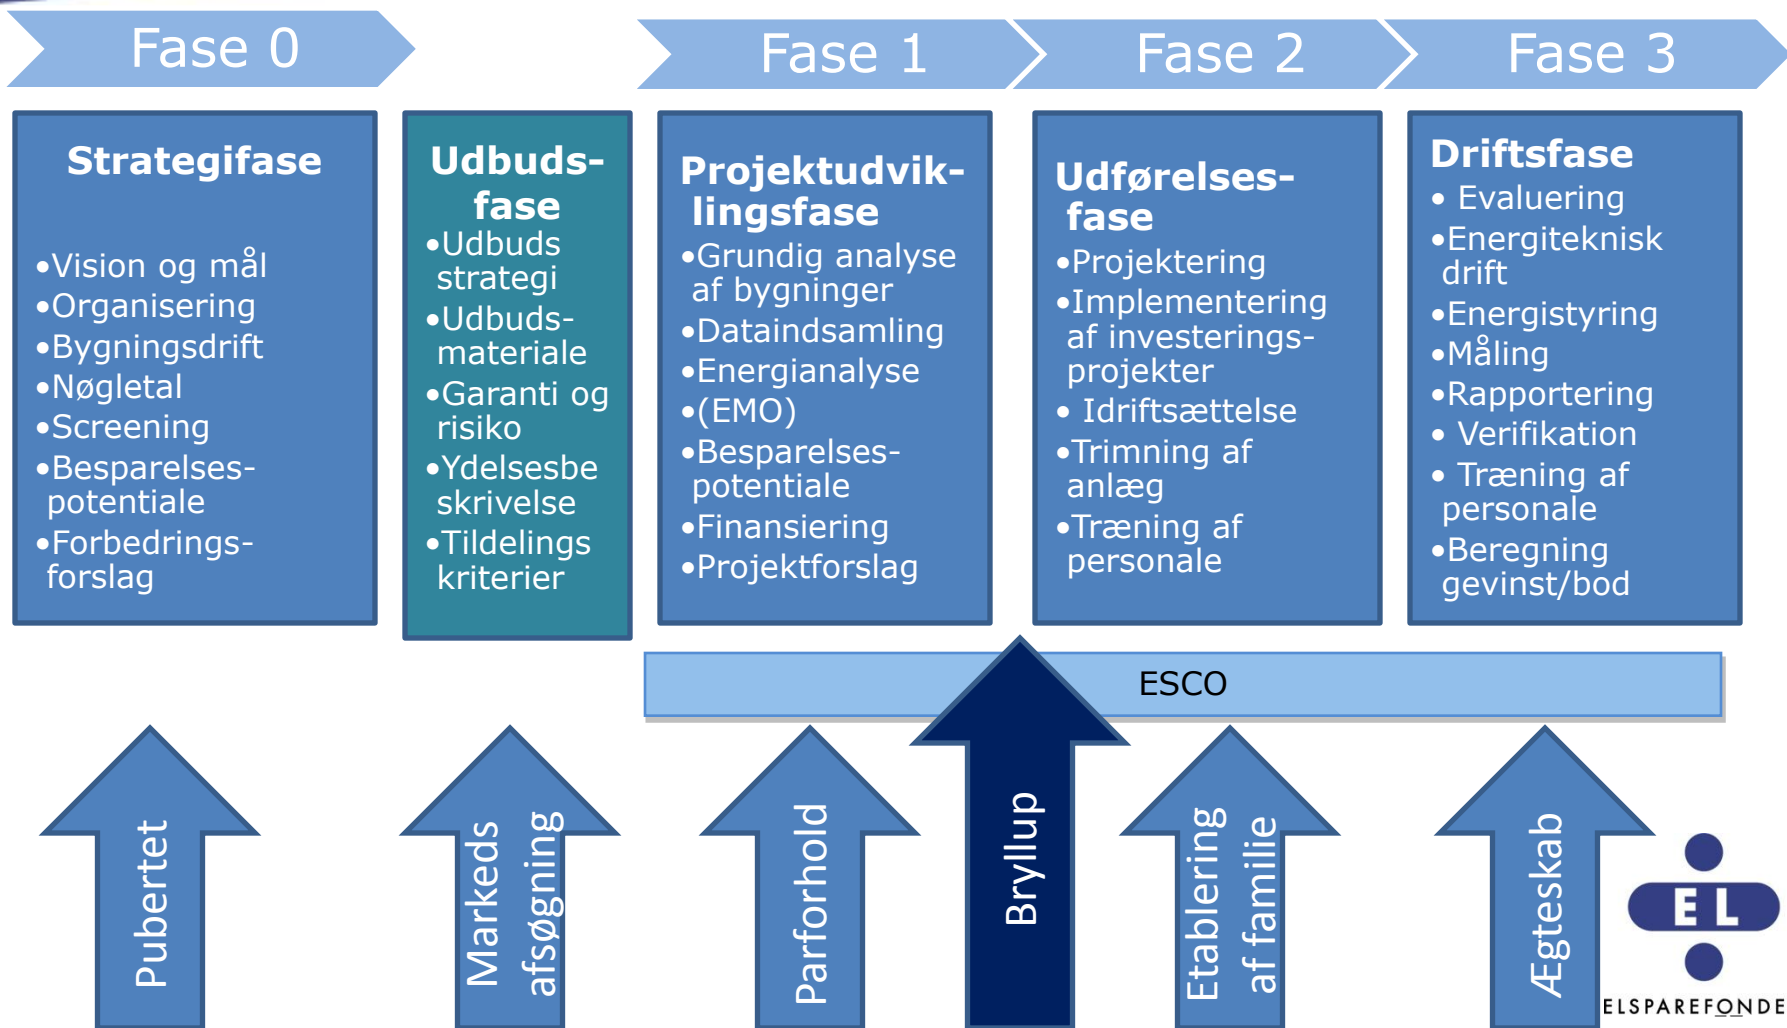 Fase 0
Fase 1
Fase 2
Fase 3
Strategifase
•Vision og mål
•Organisering
•Bygningsdrift
•Nøgletal
•Screening
•Besparelses-
potentiale
•Forbedrings-
forslag
Udbuds-
fase
•Udbuds
strategi
•Udbuds-
materiale
•Garanti og
risiko
•Ydelsesbe
skrivelse
•Tildelings
kriterier
Projektudvik-
lingsfase
•Grundig analyse
af bygninger
•Dataindsamling
•Energianalyse
•(EMO)
•Besparelses-
potentiale
•Finansiering
•Projektforslag
Udførelses-
fase
•Projektering
•Implementering
af investerings-
projekter
• Idriftsættelse
•Trimning af
anlæg
•Træning af
personale
Driftsfase
• Evaluering
•Energiteknisk
drift
•Energistyring
•Måling
•Rapportering
• Verifikation
• Træning af
personale
•Beregning
gevinst/bod
ESCO
Pubertet
Markeds
afsøgning
Parforhold
Bryllup
Etablering
af familie
Ægteskab
EL
ELSPAREFONDE